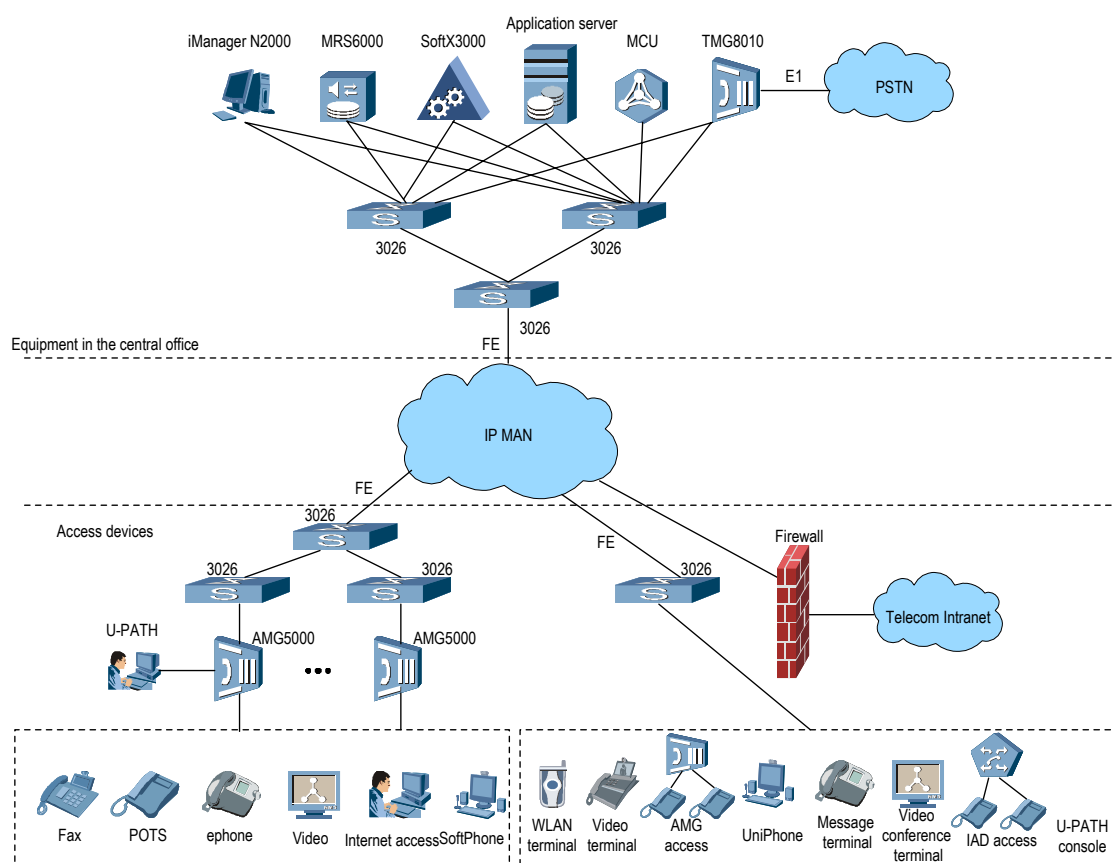 Application server
iManager N2000
MRS6000
SoftX3000
MCU
TMG8010
E1
PSTN
3026
3026
3026
FE
Equipment in the central office
IP MAN
FE
3026
Access devices
FE
Firewall
3026
3026
3026
Telecom Intranet
U-PATH
AMG5000
AMG5000
Fax
POTS
ephone
Video
Internet access
SoftPhone
WLAN
terminal
Video
terminal
AMG
access
UniPhone
Message
terminal
Video
conference
terminal
IAD access
U-PATH
console